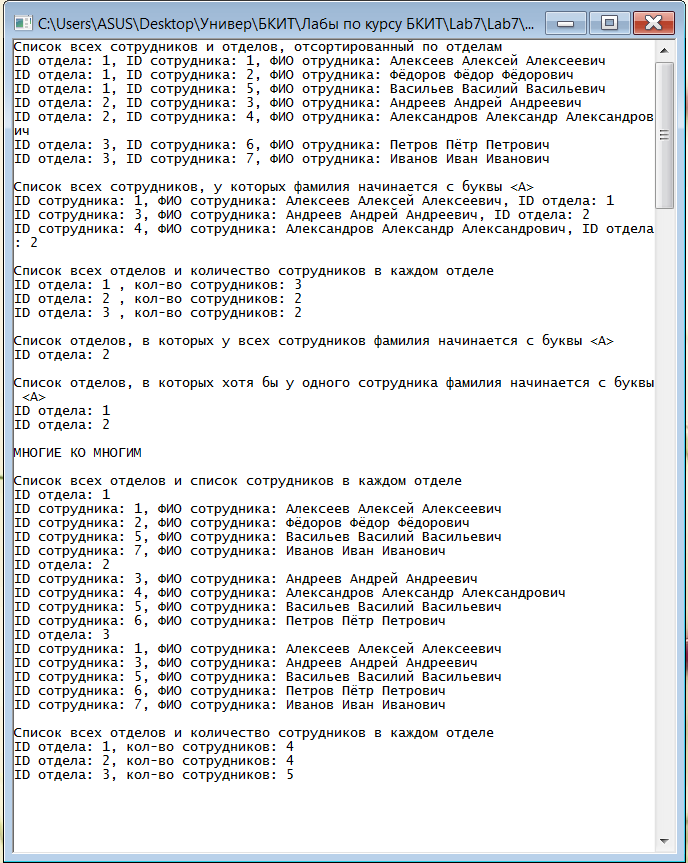 C:\Users\ASUS\Desktop\Универ\БКИТ\Лабы по курсу БКИТ\Lab7\Lab7\...
Список всех сотрудников и отделов, отсортированный по отделам
ID отдела: 1, ID сотрудника: 1, ФИО отрудника: Алексеев Алексей Алексеевич
ID отдела: 1, ID сотрудника: 2, ФИО отрудника: Фёдоров Фёдор Фёдорович
ID отдела: 1, ID сотрудника: 5, ФИО отрудника: Васильев Василий Васильевич
ID отдела: 2, ID сотрудника: 3, ФИО отрудника: Андреев Андрей Андреевич
ID отдела: 2, ID сотрудника: 4, ФИО отрудника: Александров Александр Александров
ич
ID отдела: 3, ID сотрудника: 6, ФИО отрудника: Петров Пётр Петрович
ID отдела: 3, ID сотрудника: 7, ФИО отрудника: Иванов Иван Иванович
Список всех сотрудников, у которых фамилия начинается с буквы <А>
ID сотрудника: 1, ФИО сотрудника: Алексеев Алексей Алексеевич, ID отдела: 1
ID сотрудника: 3, ФИО сотрудника: Андреев Андрей Андреевич, ID отдела: 2
ID сотрудника: 4, ФИО сотрудника: Александров Александр Александрович, ID отдела
: 2
Список всех отделов и количество сотрудников в каждом отделе
ID отдела: 1 , кол-во сотрудников: 3
ID отдела: 2 , кол-во сотрудников: 2
ID отдела: 3 , кол-во сотрудников: 2
Список отделов, в которых у всех сотрудников фамилия начинается с буквы <А>
ID отдела: 2
Список отделов, в которых хотя бы у одного сотрудника фамилия начинается с буквы
<А>
ID отдела: 1
ID отдела: 2
МНОГИЕ КО МНОГИМ
Список всех отделов и список сотрудников в каждом отделе
ID отдела: 1
ID сотрудника: 1, ФИО сотрудника: Алексеев Алексей Алексеевич
ID сотрудника: 2, ФИО сотрудника: Фёдоров Фёдор Фёдорович
ID сотрудника: 5, ФИО сотрудника: Васильев Василий Васильевич
ID сотрудника: 7, ФИО сотрудника: Иванов Иван Иванович
ID отдела: 2
ID сотрудника: 3, ФИО сотрудника: Андреев Андрей Андреевич
ID сотрудника: 4, ФИО сотрудника: Александров Александр Александрович
ID сотрудника: 5, ФИО сотрудника: Васильев Василий Васильевич
ID сотрудника: 6, ФИО сотрудника: Петров Пётр Петрович
ID отдела: 3
ID сотрудника: 1, ФИО сотрудника: Алексеев Алексей Алексеевич
ID сотрудника: 3, ФИО сотрудника: Андреев Андрей Андреевич
ID сотрудника: 5, ФИО сотрудника: Васильев Василий Васильевич
ID сотрудника: 6, ФИО сотрудника: Петров Пётр Петрович
ID сотрудника: 7, ФИО сотрудника: Иванов Иван Иванович
Список всех отделов и количество сотрудников в каждом отделе
ID отдела: 1, кол-во сотрудников: 4
ID отдела: 2, кол-во сотрудников: 4
ID отдела: 3, кол-во сотрудников: 5